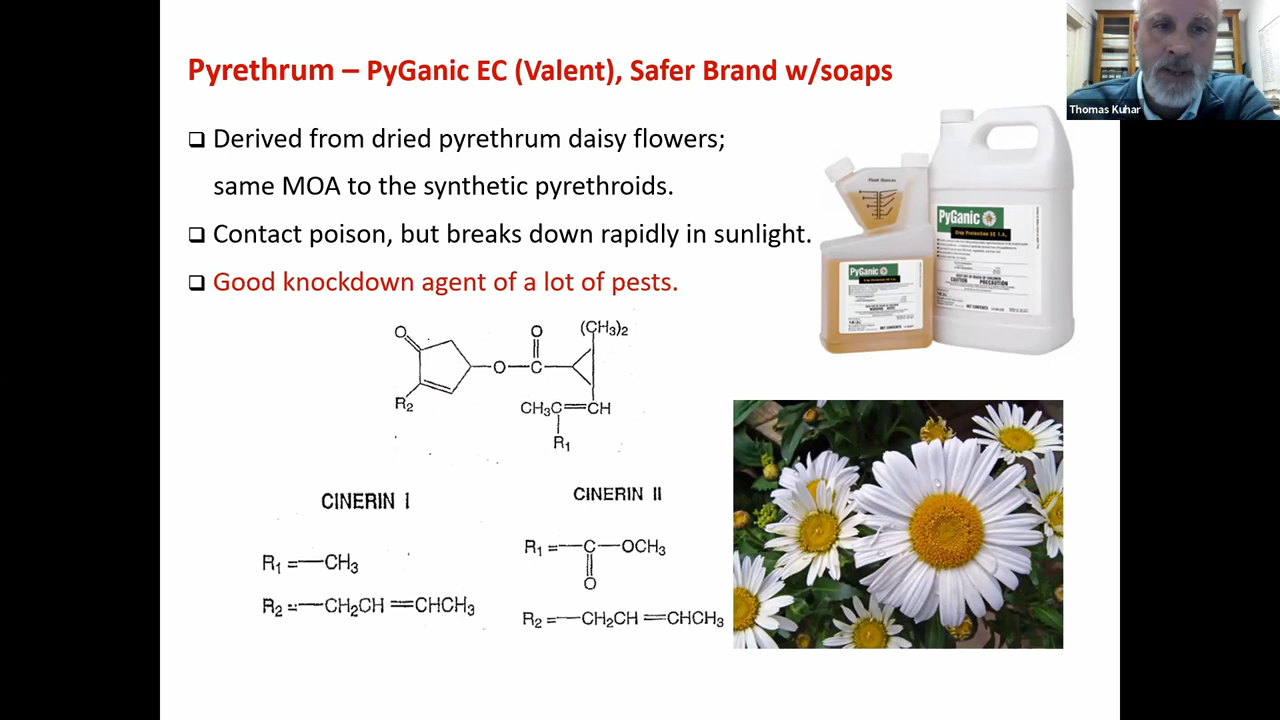 Pyrethrum – PyGanic EC (Valent), Safer Brand w/soaps
Thomas Kuhar
Derived from dried pyrethrum daisy flowers;
same MOA to the synthetic pyrethroids.
Contact poison, but breaks down rapidly in sunlight.
Good knockdown agent of a lot of pests.
PyGanic
PyGanic
CAUTION PRECAUTION
O
O
(CH3)2
O
C
R2
CH3C=CH
R1
CINERIN I
CINERIN II
R1 =—CH3
R1 =—C—OCH3
O
R2 =—CH2CH=CHCH3
R2 =—CH2CH=CHCH3